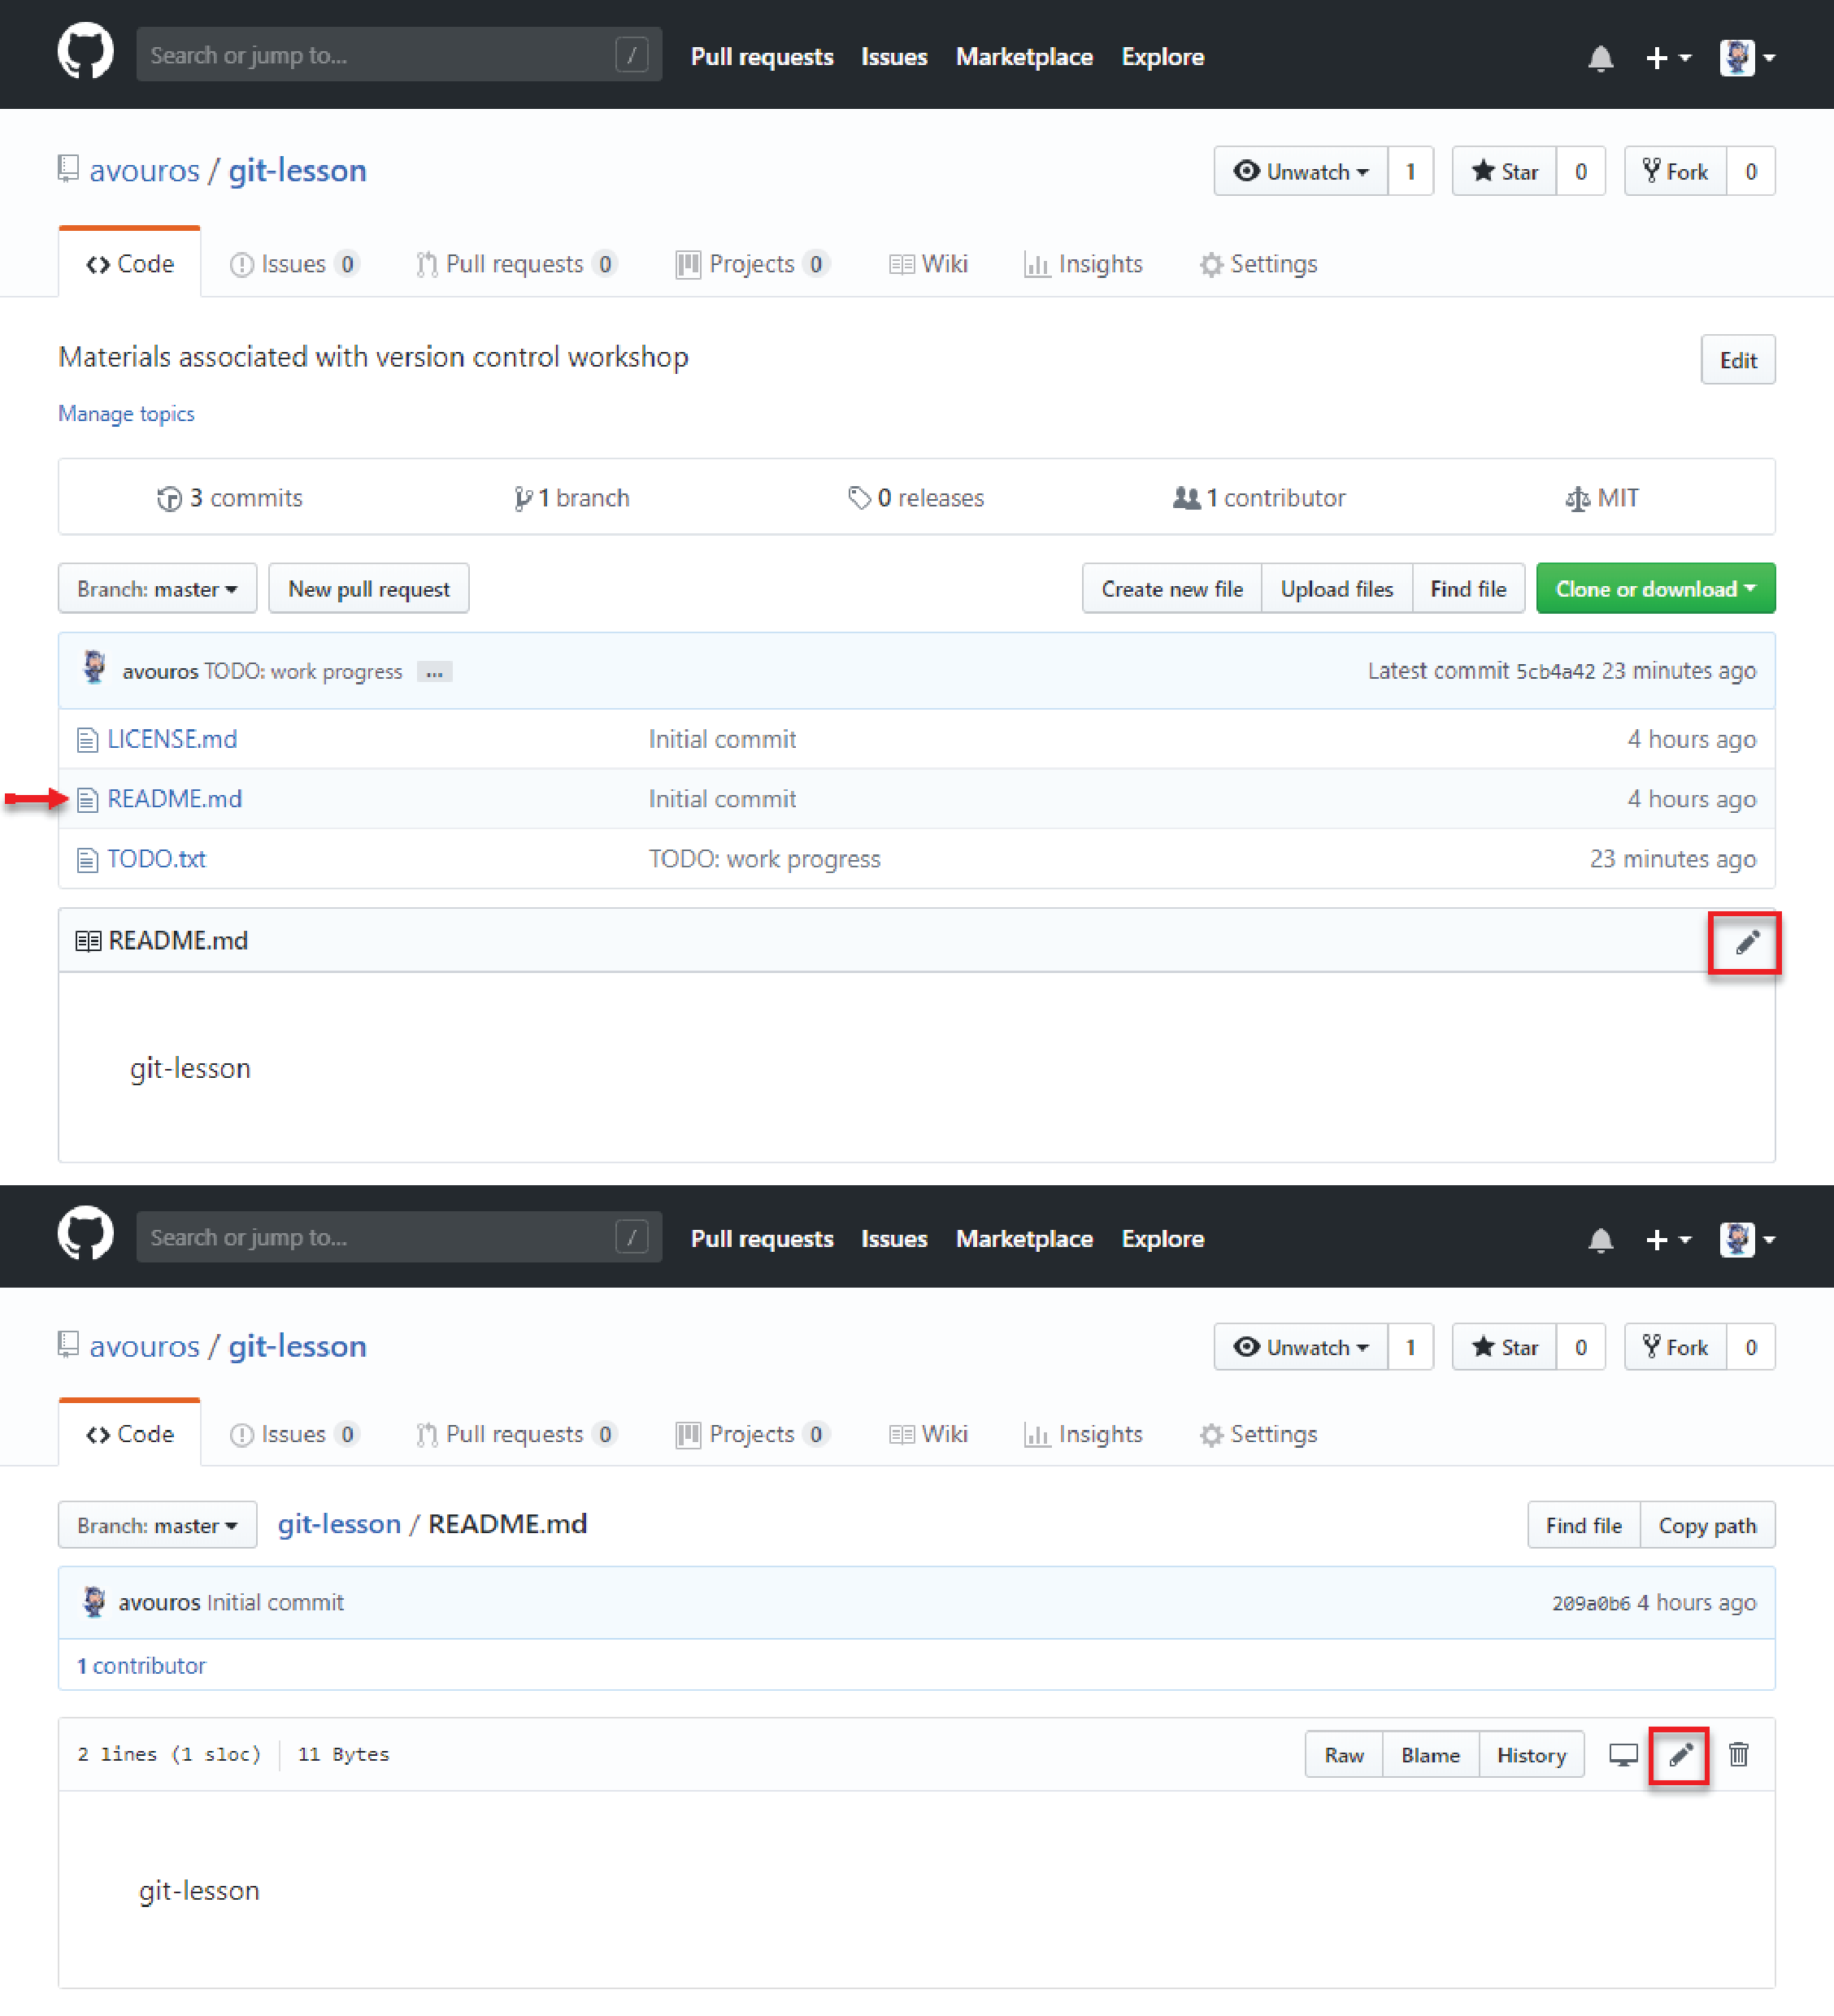 Search or jump to... / Pull requests Issues Marketplace Explore
avouros / git-lesson Unwatch 1 Star 0 Fork 0
Code Issues 0 Pull requests 0 Projects 0 Wiki Insights Settings
Materials associated with version control workshop Edit
Manage topics
3 commits 1 branch 0 releases 1 contributor MIT
Branch: master New pull request Create new file Upload files Find file Clone or download
avouros TODO: work progress ... Latest commit 5cb4a42 23 minutes ago
LICENSE.md Initial commit 4 hours ago
README.md Initial commit 4 hours ago
TODO.txt TODO: work progress 23 minutes ago
README.md
git-lesson
Search or jump to... / Pull requests Issues Marketplace Explore
avouros / git-lesson Unwatch 1 Star 0 Fork 0
Code Issues 0 Pull requests 0 Projects 0 Wiki Insights Settings
Branch: master git-lesson / README.md Find file Copy path
avouros Initial commit 209a0b6 4 hours ago
1 contributor
2 lines (1 sloc) 11 Bytes Raw Blame History
git-lesson